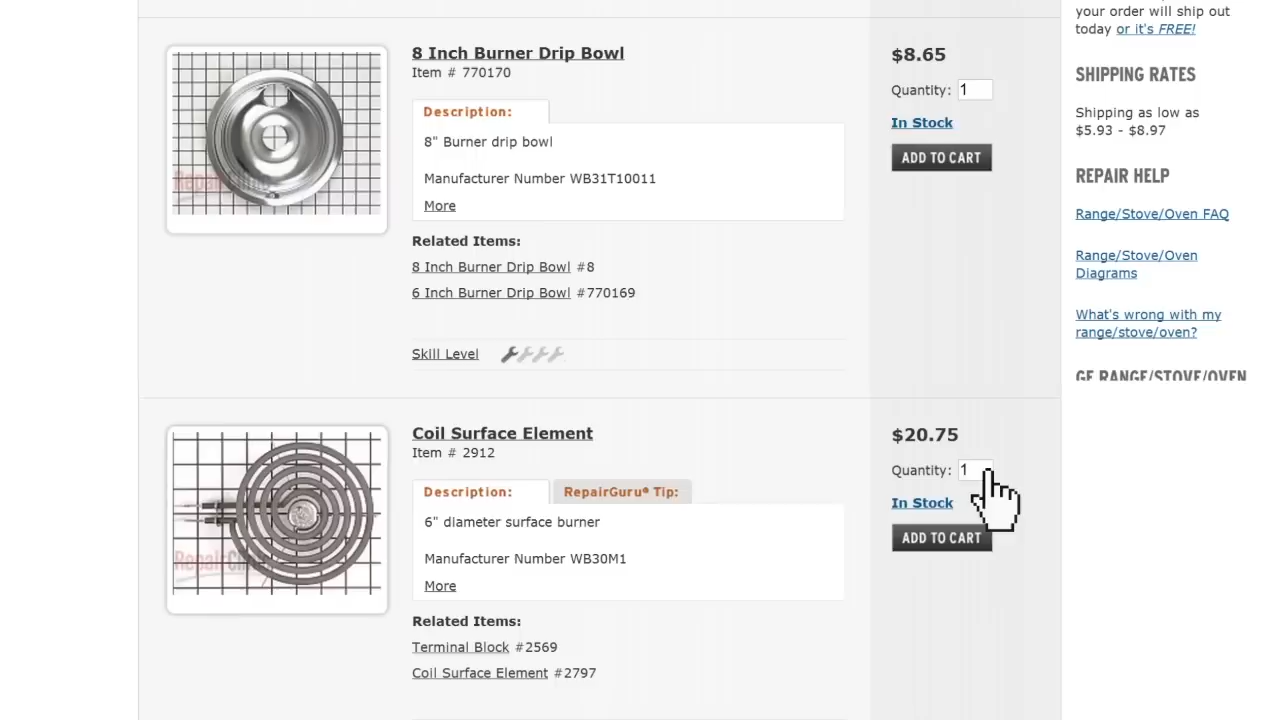 your order will ship out
today or it's FREE!
SHIPPING RATES
Shipping as low as
$5.93 - $8.97
REPAIR HELP
Range/Stove/Oven FAQ
Range/Stove/Oven
Diagrams
What's wrong with my
range/stove/oven?
GE RANGE/STOVE/OVEN
8 Inch Burner Drip Bowl
Item # 770170
Description:
8" Burner drip bowl
Manufacturer Number WB31T10011
More
Related Items:
8 Inch Burner Drip Bowl #8
6 Inch Burner Drip Bowl #770169
Skill Level
$8.65
Quantity: 1
In Stock
ADD TO CART
Coil Surface Element
Item # 2912
Description:
RepairGuru® Tip:
6" diameter surface burner
Manufacturer Number WB30M1
More
Related Items:
Terminal Block #2569
Coil Surface Element #2797
$20.75
Quantity: 1
In Stock
ADD TO CART